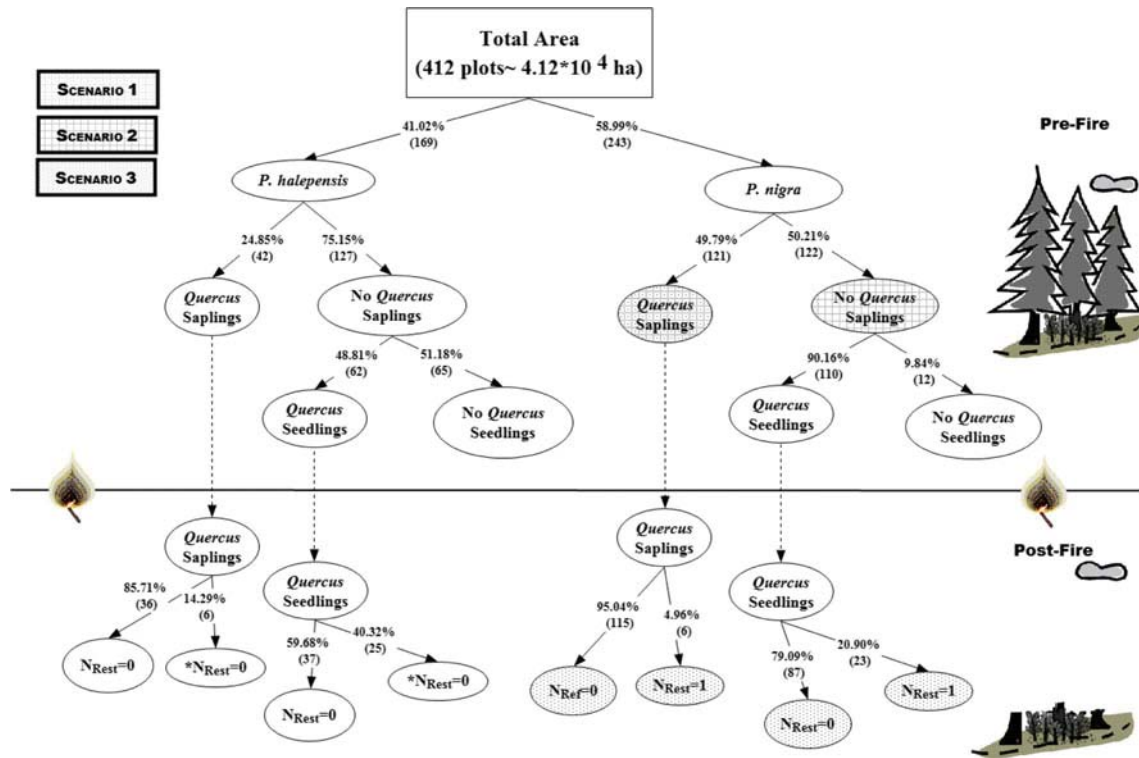 Total Area
(412 plots~ 4.12*10 4 ha)
SCENARIO 1
SCENARIO 2
SCENARIO 3
41.02%
(169)
58.99%
(243)
Pre-Fire
P. halepensis
P. nigra
24.85%
(42)
75.15%
(127)
49.79%
(121)
50.21%
(122)
Quercus
Saplings
No Quercus
Saplings
Quercus
Saplings
No Quercus
Saplings
48.81%
(62)
51.18%
(65)
90.16%
(110)
9.84%
(12)
Quercus
Seedlings
No Quercus
Seedlings
Quercus
Seedlings
No Quercus
Seedlings
Post-Fire
Quercus
Saplings
Quercus
Seedlings
Quercus
Saplings
Quercus
Seedlings
85.71%
(36)
14.29%
(6)
59.68%
(37)
40.32%
(25)
95.04%
(115)
4.96%
(6)
79.09%
(87)
20.90%
(23)
NRest=0
*NRest=0
NRest=0
*NRest=0
NRef=0
NRest=1
NRest=0
NRest=1